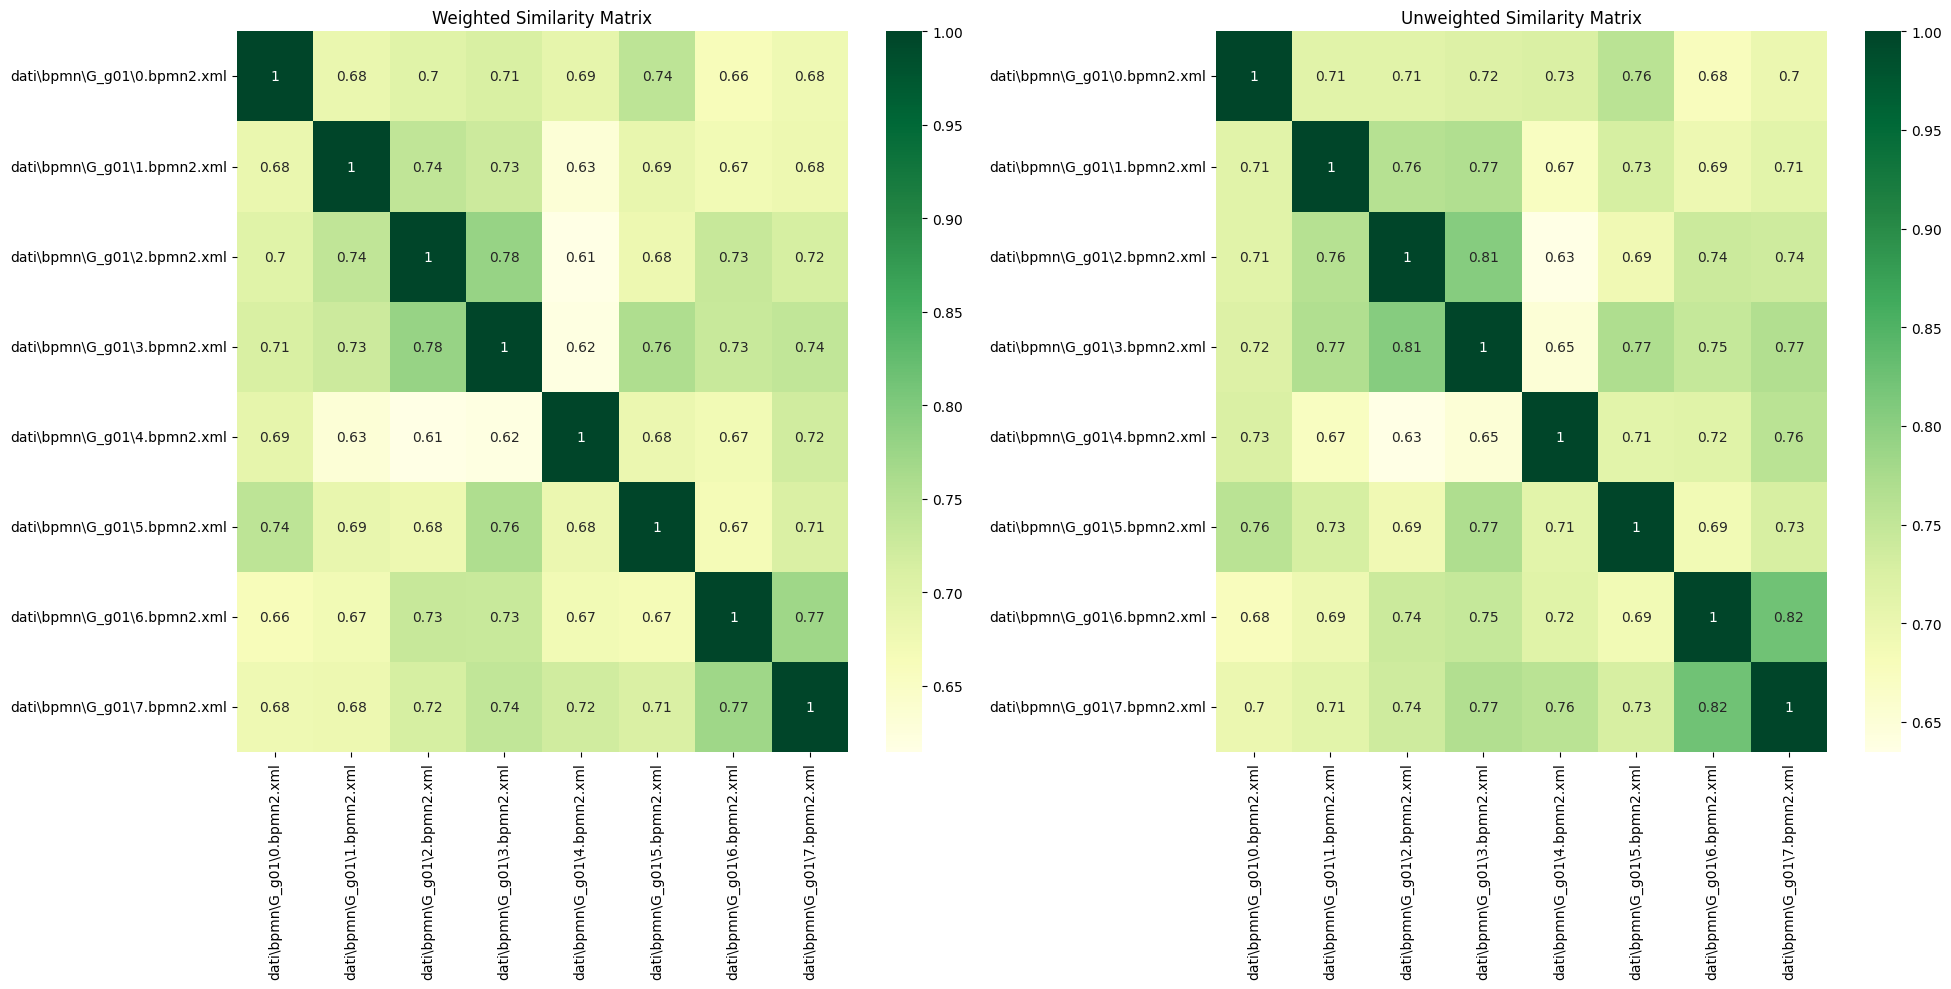 Weighted Similarity Matrix
dati\bpmn\G_g01\0.bpmn2.xml 1 0.68 0.7 0.71 0.69 0.74 0.66 0.68
dati\bpmn\G_g01\1.bpmn2.xml 0.68 1 0.74 0.73 0.63 0.69 0.67 0.68
dati\bpmn\G_g01\2.bpmn2.xml 0.7 0.74 1 0.78 0.61 0.68 0.73 0.72
dati\bpmn\G_g01\3.bpmn2.xml 0.71 0.73 0.78 1 0.62 0.76 0.73 0.74
dati\bpmn\G_g01\4.bpmn2.xml 0.69 0.63 0.61 0.62 1 0.68 0.67 0.72
dati\bpmn\G_g01\5.bpmn2.xml 0.74 0.69 0.68 0.76 0.68 1 0.67 0.71
dati\bpmn\G_g01\6.bpmn2.xml 0.66 0.67 0.73 0.73 0.67 0.67 1 0.77
dati\bpmn\G_g01\7.bpmn2.xml 0.68 0.68 0.72 0.74 0.72 0.71 0.77 1
dati\bpmn\G_g01\0.bpmn2.xml
dati\bpmn\G_g01\1.bpmn2.xml
dati\bpmn\G_g01\2.bpmn2.xml
dati\bpmn\G_g01\3.bpmn2.xml
dati\bpmn\G_g01\4.bpmn2.xml
dati\bpmn\G_g01\5.bpmn2.xml
dati\bpmn\G_g01\6.bpmn2.xml
dati\bpmn\G_g01\7.bpmn2.xml
1.00
0.95
0.90
0.85
0.80
0.75
0.70
0.65
Unweighted Similarity Matrix
dati\bpmn\G_g01\0.bpmn2.xml 1 0.71 0.71 0.72 0.73 0.76 0.68 0.7
dati\bpmn\G_g01\1.bpmn2.xml 0.71 1 0.76 0.77 0.67 0.73 0.69 0.71
dati\bpmn\G_g01\2.bpmn2.xml 0.71 0.76 1 0.81 0.63 0.69 0.74 0.74
dati\bpmn\G_g01\3.bpmn2.xml 0.72 0.77 0.81 1 0.65 0.77 0.75 0.77
dati\bpmn\G_g01\4.bpmn2.xml 0.73 0.67 0.63 0.65 1 0.71 0.72 0.76
dati\bpmn\G_g01\5.bpmn2.xml 0.76 0.73 0.69 0.77 0.71 1 0.69 0.73
dati\bpmn\G_g01\6.bpmn2.xml 0.68 0.69 0.74 0.75 0.72 0.69 1 0.82
dati\bpmn\G_g01\7.bpmn2.xml 0.7 0.71 0.74 0.77 0.76 0.73 0.82 1
dati\bpmn\G_g01\0.bpmn2.xml
dati\bpmn\G_g01\1.bpmn2.xml
dati\bpmn\G_g01\2.bpmn2.xml
dati\bpmn\G_g01\3.bpmn2.xml
dati\bpmn\G_g01\4.bpmn2.xml
dati\bpmn\G_g01\5.bpmn2.xml
dati\bpmn\G_g01\6.bpmn2.xml
dati\bpmn\G_g01\7.bpmn2.xml
1.00
0.95
0.90
0.85
0.80
0.75
0.70
0.65